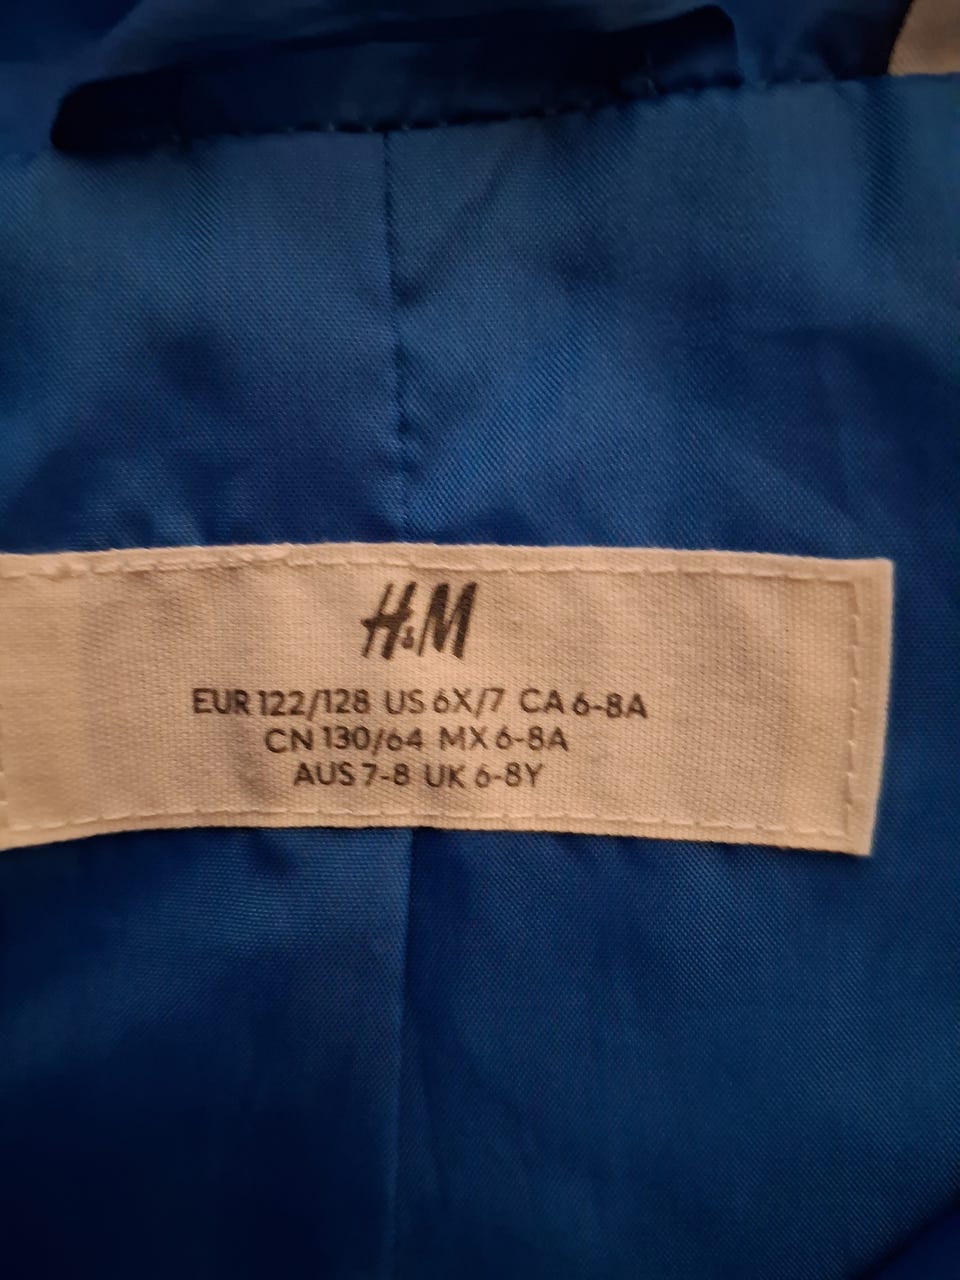 H&M
EUR 122/128 US 6X/7 CA 6-8A
CN 130/64 MX 6-8A
AUS 7-8 UK 6-8Y